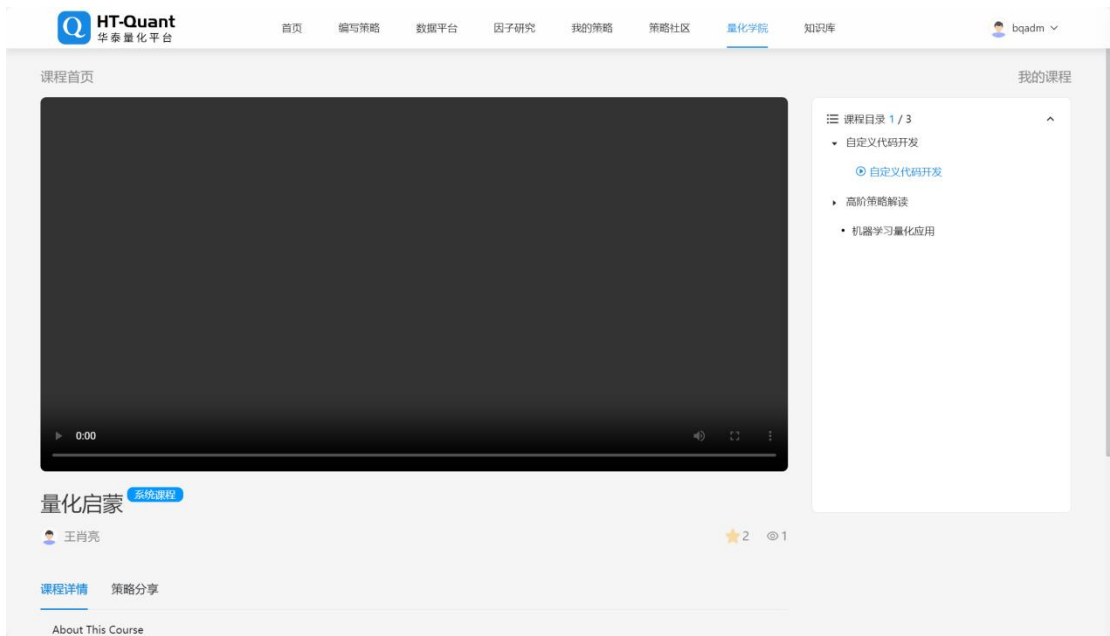 HT-Quant
华泰量化平台
首页 编写策略 数据平台 因子研究 我的策略 策略社区 量化学院 知识库 bqadm
课程首页 我的课程
课程目录 1 / 3
自定义代码开发
自定义代码开发
高阶策略解读
机器学习量化应用
0:00
量化启蒙 系统课程
王肖亮 2 1
课程详情 策略分享
About This Course